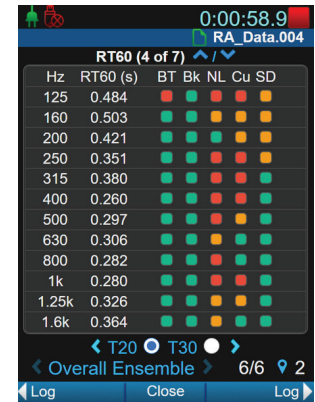 0:00:58.9
RA_Data.004
RT60 (4 of 7) /
Hz RT60 (s) BT Bk NL Cu SD
125 0.484
160 0.503
200 0.421
250 0.351
315 0.380
400 0.260
500 0.297
630 0.306
800 0.282
1k 0.280
1.25k 0.326
1.6k 0.364
T20 T30
Overall Ensemble 6/6 2
Log Close Log